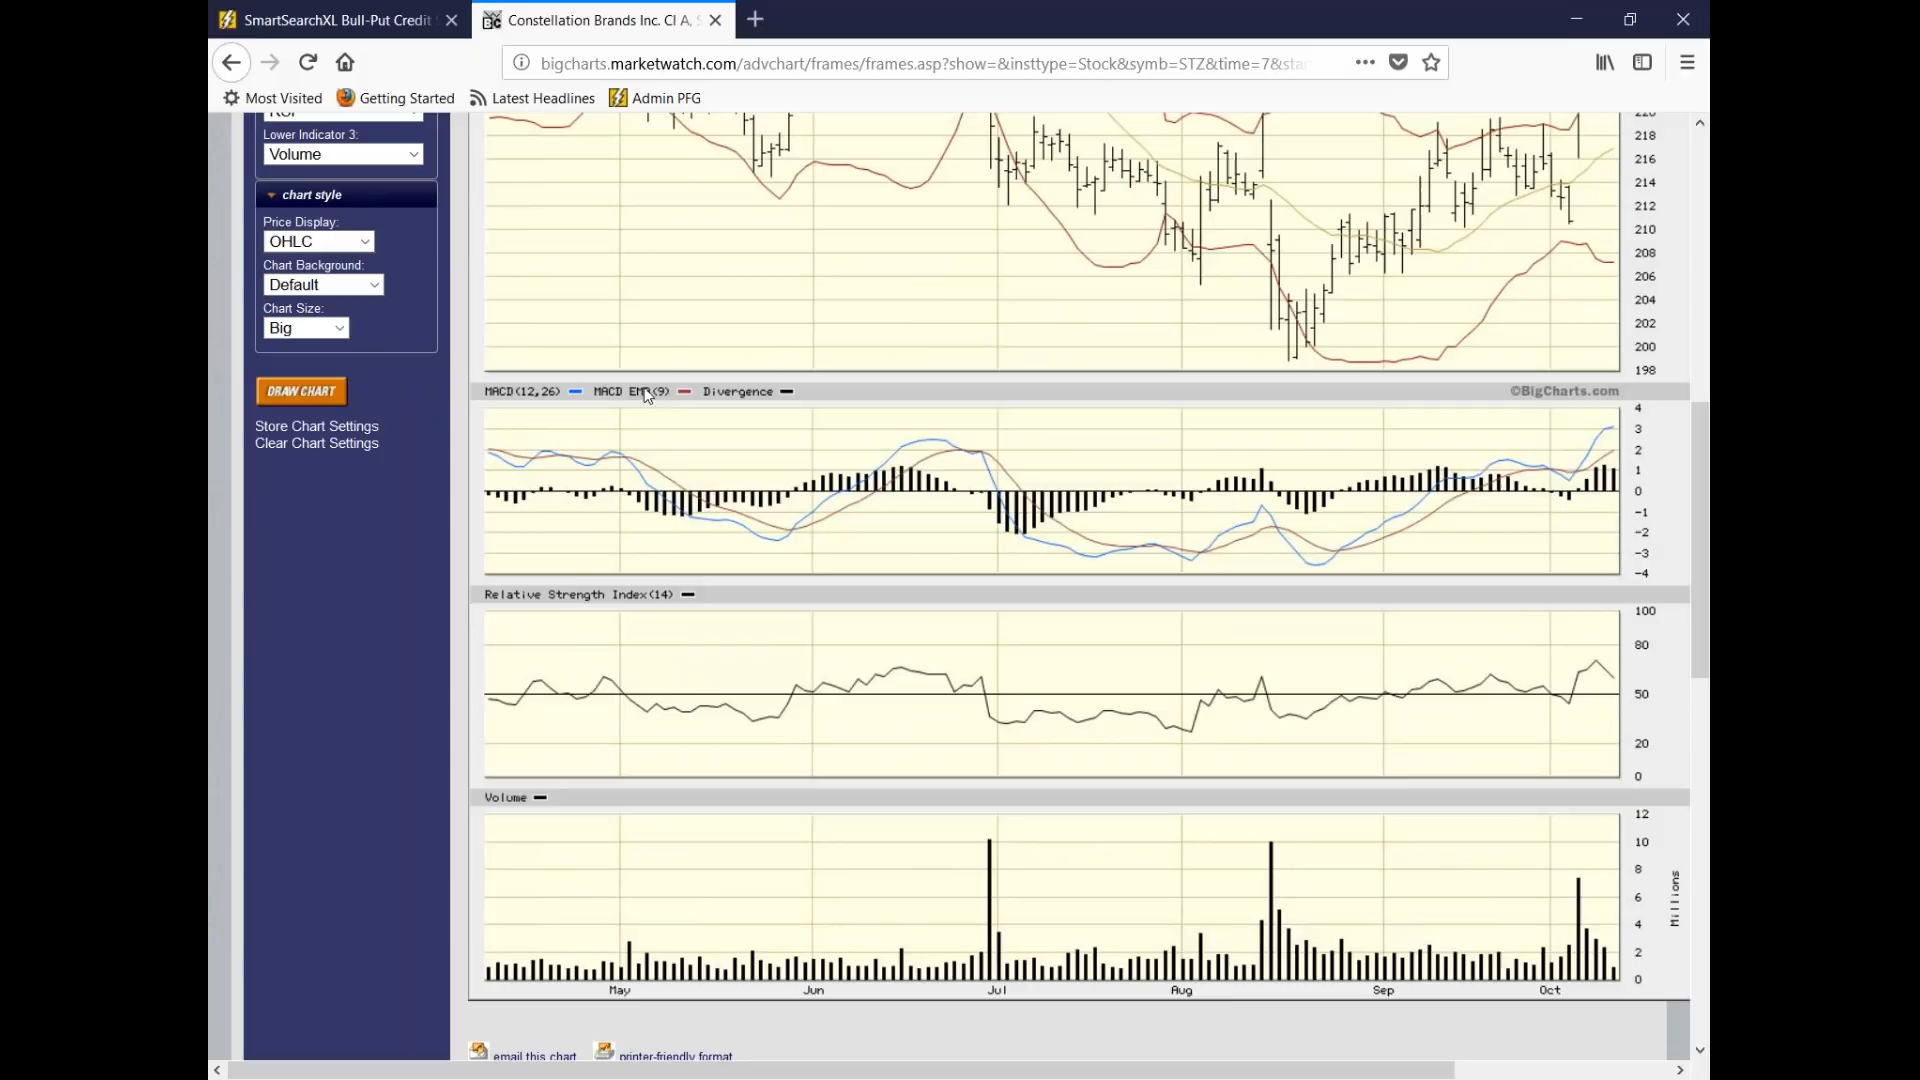 SmartSearchXL Bull-Put Credit
Constellation Brands Inc. Cl A,
bigcharts.marketwatch.com/advchart/frames/frames.asp?show=&insttype=Stock&symb=STZ&time=7&sta
Most Visited
Getting Started
Latest Headlines
Admin PFG
Lower Indicator 3:
Volume
chart style
Price Display:
OHLC
Chart Background:
Default
Chart Size:
Big
DRAW CHART
Store Chart Settings
Clear Chart Settings
218
216
214
212
210
208
206
204
202
200
198
MACD(12,26) MACD EMA(9) Divergence ©BigCharts.com
4
3
2
1
0
-1
-2
-3
-4
Relative Strength Index(14)
100
80
50
20
0
Volume
12
10
8
6
4
2
0
Millions
May Jun Jul Aug Sep Oct
email this chart printer-friendly format